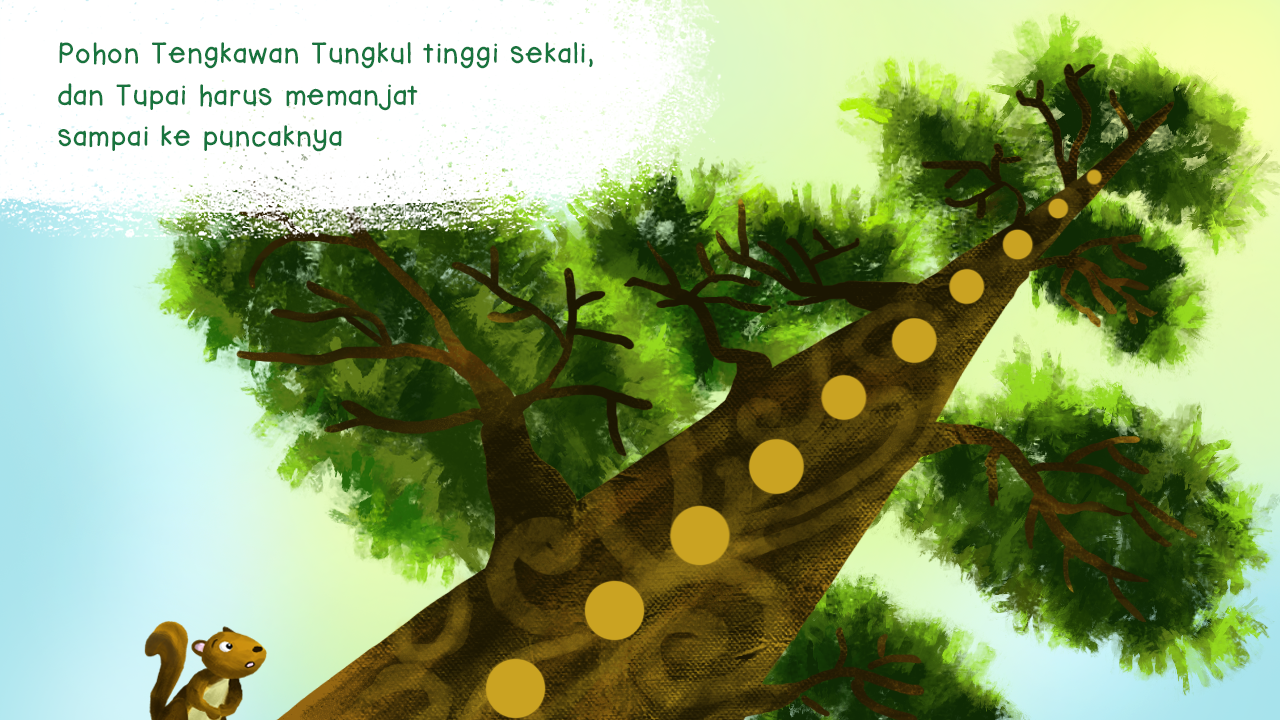 Pohon Tengkawan Tungkul tinggi sekali,
dan Tupai harus memanjat
sampai ke puncaknya